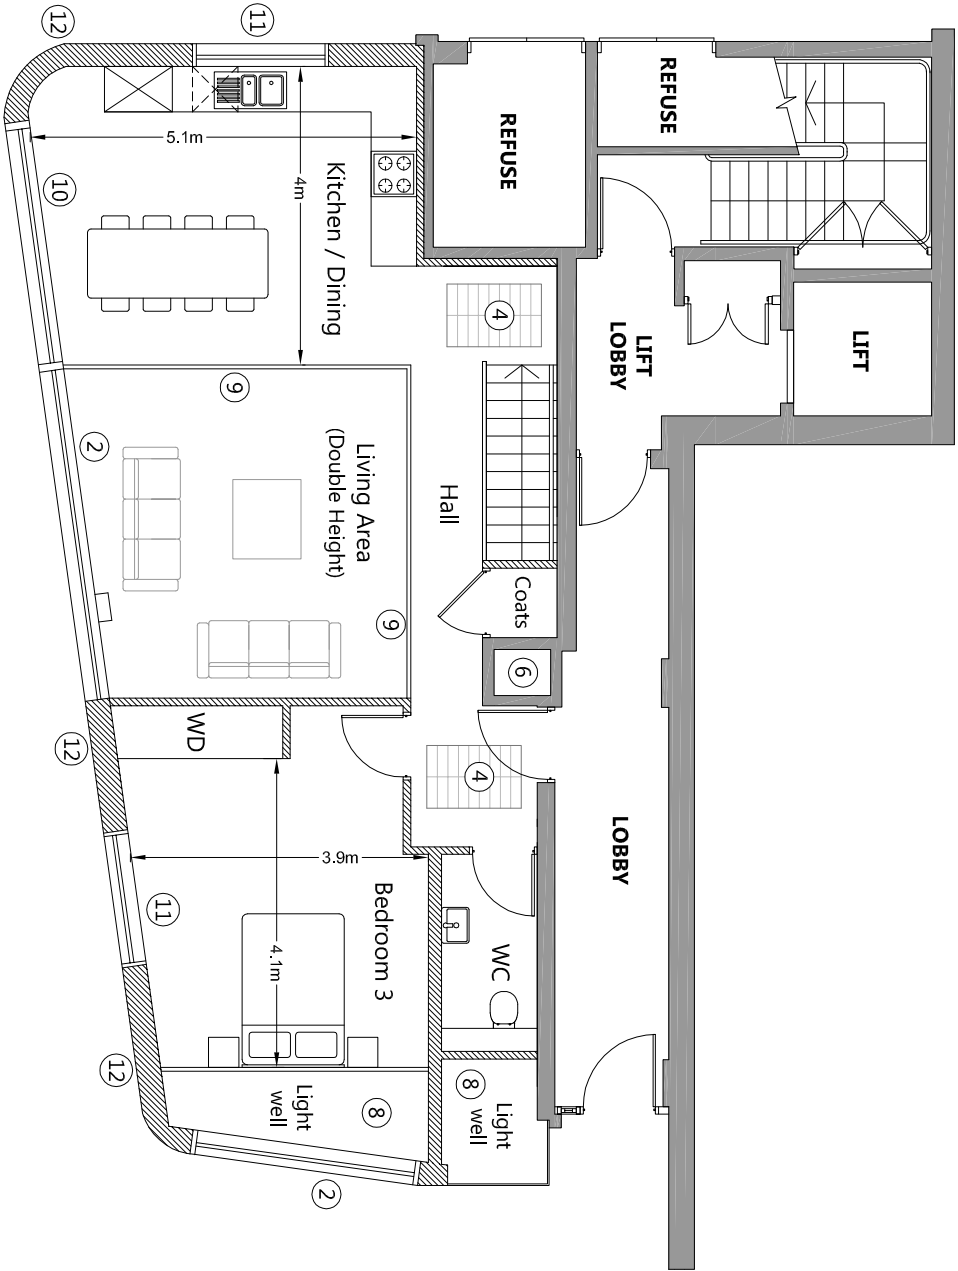 12
11
REFUSE
REFUSE
5.1m
10
4m
Kitchen / Dining
4
LIFT
LOBBY
LIFT
9
2
Living Area
(Double Height)
Hall
Coats
9
6
WD
12
4
LOBBY
3.9m
11
Bedroom 3
4.1m
WC
12
8
Light
well
8
Light
well
2